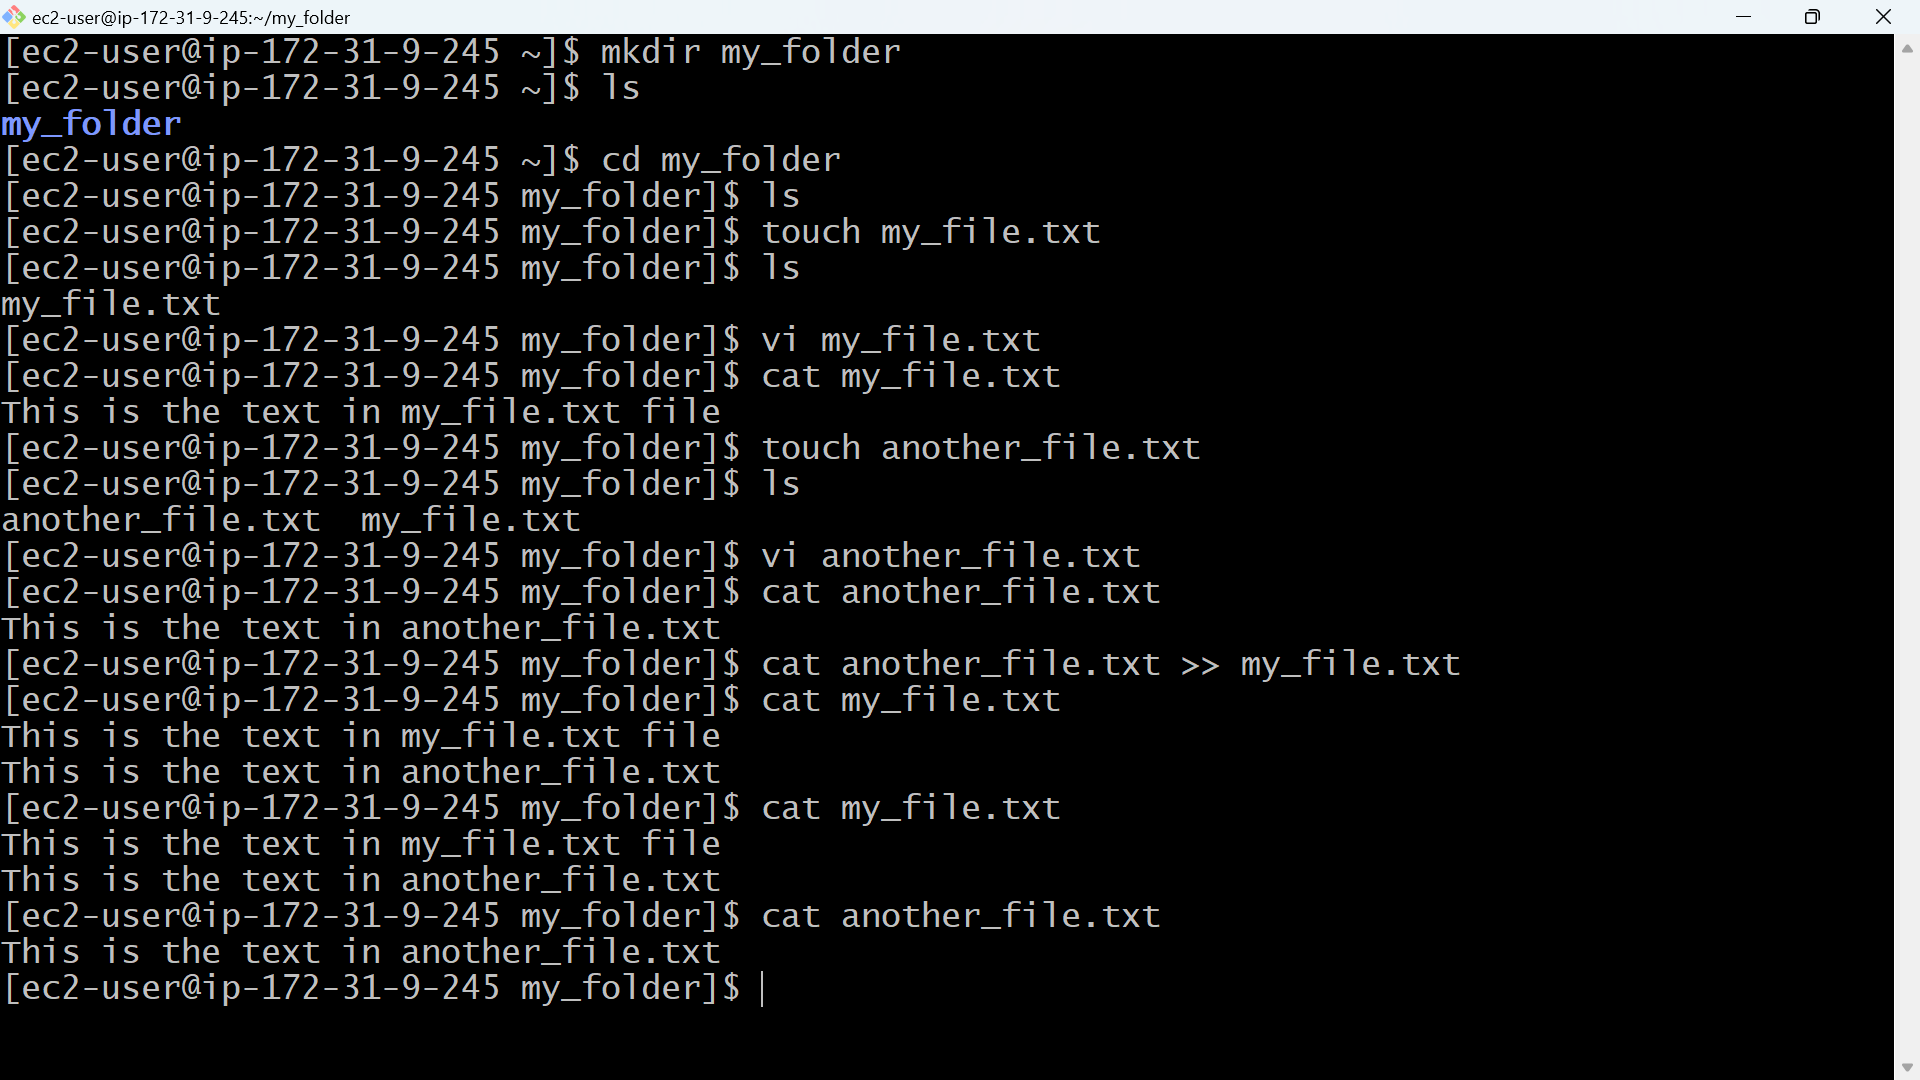 ec2-user@ip-172-31-9-245:~/my_folder
[ec2-user@ip-172-31-9-245 ~]$ mkdir my_folder
[ec2-user@ip-172-31-9-245 ~]$ ls
my_folder
[ec2-user@ip-172-31-9-245 ~]$ cd my_folder
[ec2-user@ip-172-31-9-245 my_folder]$ ls
[ec2-user@ip-172-31-9-245 my_folder]$ touch my_file.txt
[ec2-user@ip-172-31-9-245 my_folder]$ ls
my_file.txt
[ec2-user@ip-172-31-9-245 my_folder]$ vi my_file.txt
[ec2-user@ip-172-31-9-245 my_folder]$ cat my_file.txt
This is the text in my_file.txt file
[ec2-user@ip-172-31-9-245 my_folder]$ touch another_file.txt
[ec2-user@ip-172-31-9-245 my_folder]$ ls
another_file.txt  my_file.txt
[ec2-user@ip-172-31-9-245 my_folder]$ vi another_file.txt
[ec2-user@ip-172-31-9-245 my_folder]$ cat another_file.txt
This is the text in another_file.txt
[ec2-user@ip-172-31-9-245 my_folder]$ cat another_file.txt >> my_file.txt
[ec2-user@ip-172-31-9-245 my_folder]$ cat my_file.txt
This is the text in my_file.txt file
This is the text in another_file.txt
[ec2-user@ip-172-31-9-245 my_folder]$ cat my_file.txt
This is the text in my_file.txt file
This is the text in another_file.txt
[ec2-user@ip-172-31-9-245 my_folder]$ cat another_file.txt
This is the text in another_file.txt
[ec2-user@ip-172-31-9-245 my_folder]$